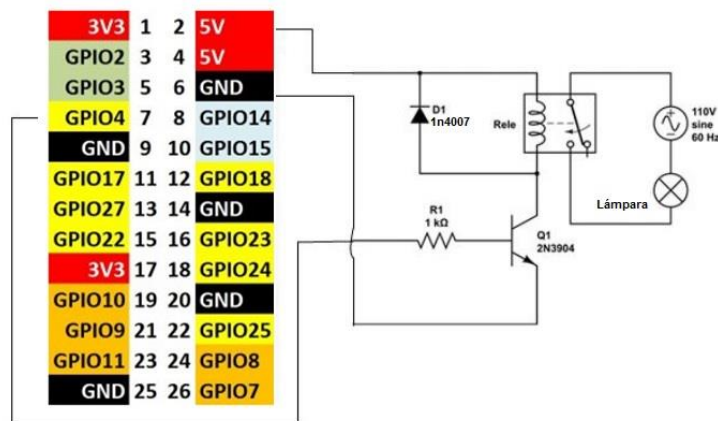 3V3 1 2 5V
GPIO2 3 4 5V
GPIO3 5 6 GND
GPIO4 7 8 GPIO14
GND 9 10 GPIO15
GPIO17 11 12 GPIO18
GPIO27 13 14 GND
GPIO22 15 16 GPIO23
3V3 17 18 GPIO24
GPIO10 19 20 GND
GPIO9 21 22 GPIO25
GPIO11 23 24 GPIO8
GND 25 26 GPIO7
D1
1n4007
Rele
110V
sine
60 Hz
Lámpara
R1
1 kΩ
Q1
2N3904